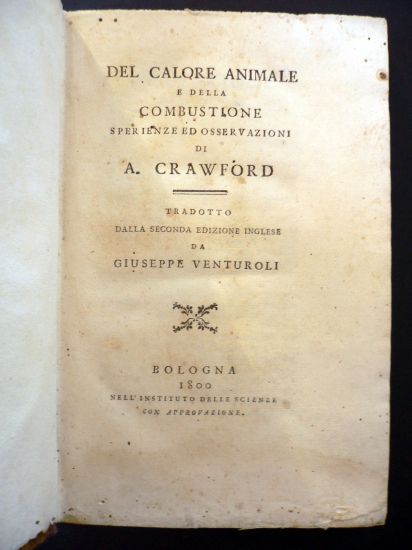 DEL CALORE ANIMALE
E DELLA
COMBUSTIONE
SPERIENZE ED OSSERVAZIONI
DI
A. CRAWFORD
TRADOTTO
DALLA SECONDA EDIZIONE INGLESE
DA
GIUSEPPE VENTUROLI
BOLOGNA
1800
NELL' INSTITUTO DELLE SCIENZE
CON APPROVAZIONE.